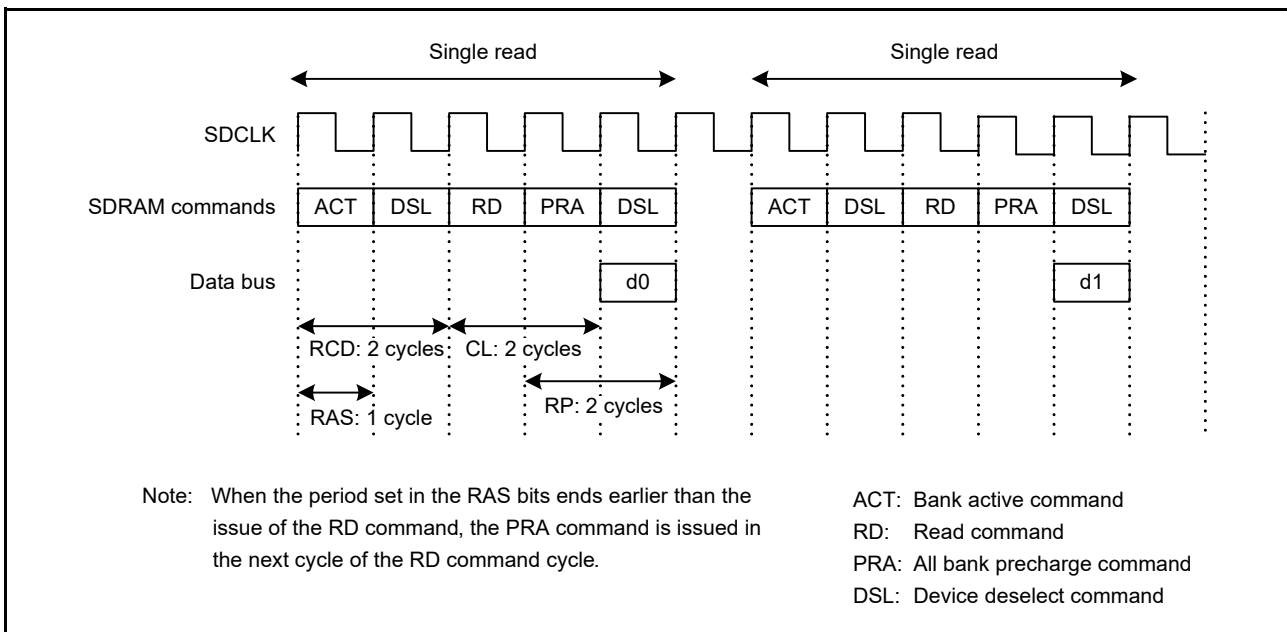 Single read Single read
SDCLK
SDRAM commands ACT DSL RD PRA DSL ACT DSL RD PRA DSL
Data bus d0 d1
RCD: 2 cycles CL: 2 cycles
RAS: 1 cycle RP: 2 cycles
Note: When the period set in the RAS bits ends earlier than the
issue of the RD command, the PRA command is issued in
the next cycle of the RD command cycle.
ACT: Bank active command
RD: Read command
PRA: All bank precharge command
DSL: Device deselect command